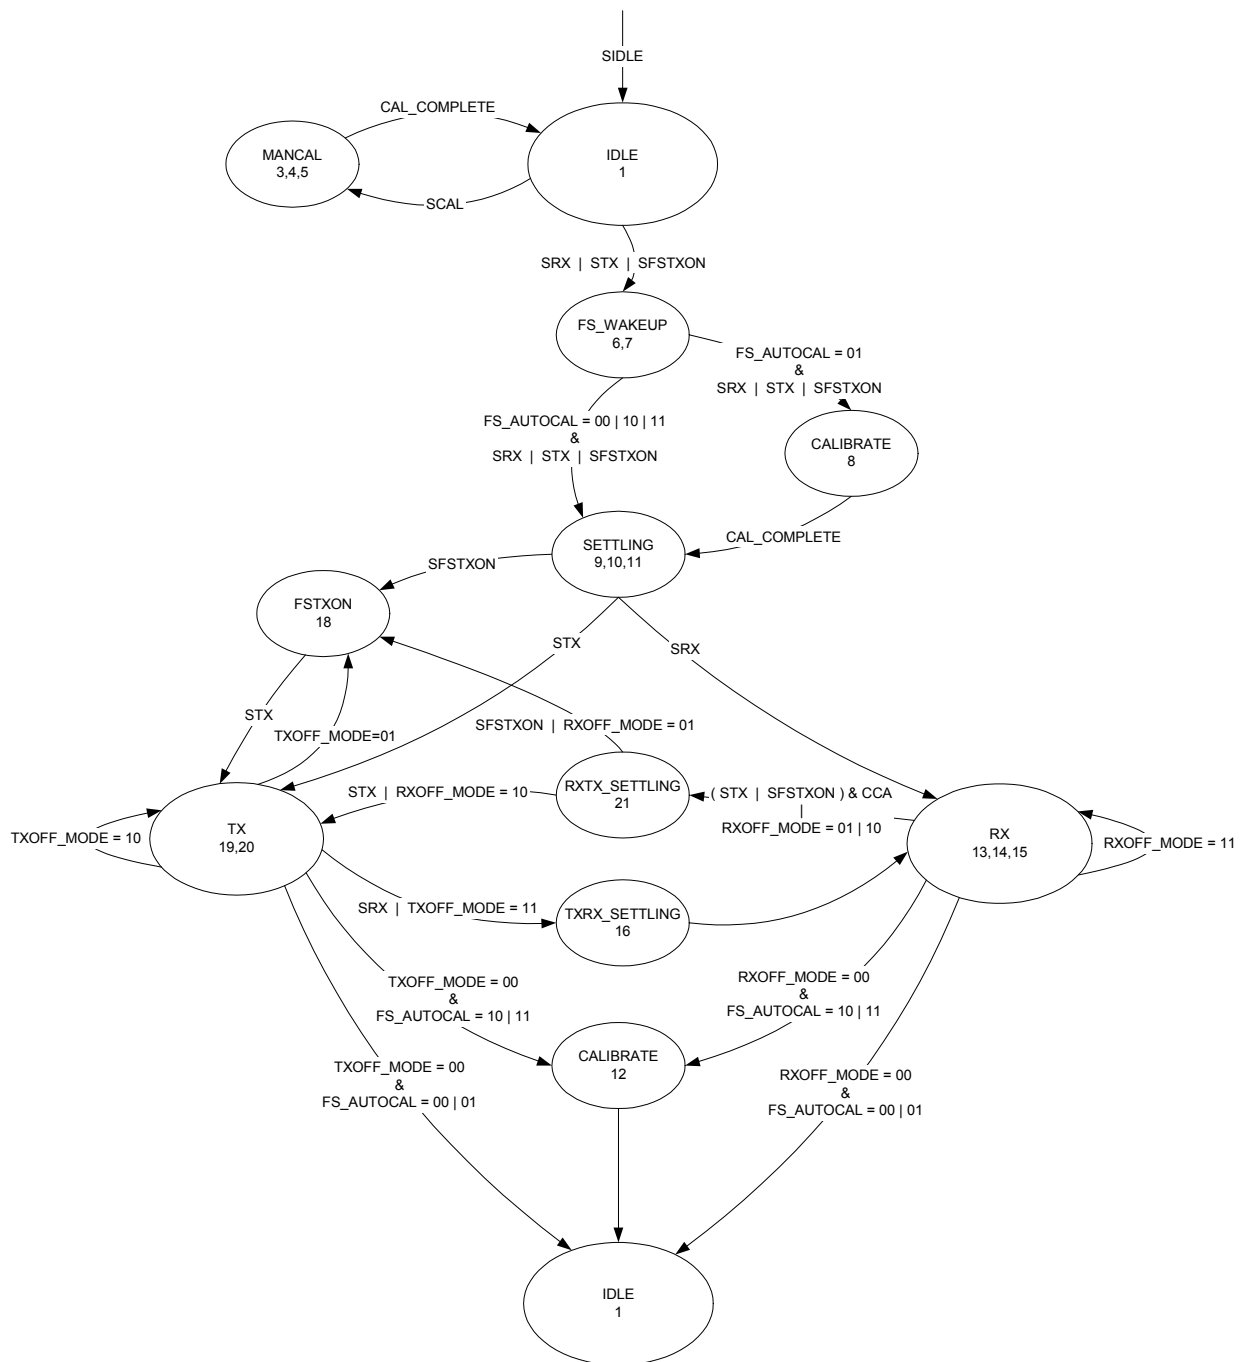 SIDLE
CAL_COMPLETE
MANCAL
3,4,5
IDLE
1
SCAL
SRX | STX | SFSTXON
FS_WAKEUP
6,7
FS_AUTOCAL = 01
&
SRX | STX | SFSTXON
FS_AUTOCAL = 00 | 10 | 11
&
SRX | STX | SFSTXON
CALIBRATE
8
SETTLING
9,10,11
CAL_COMPLETE
SFSTXON
FSTXON
18
STX
SRX
STX
TXOFF_MODE=01
SFSTXON | RXOFF_MODE = 01
RXTX_SETTLING
21
STX | RXOFF_MODE = 10
( STX | SFSTXON ) & CCA
|
RXOFF_MODE = 01 | 10
TXOFF_MODE = 10
TX
19,20
RX
13,14,15
RXOFF_MODE = 11
SRX | TXOFF_MODE = 11
TXRX_SETTLING
16
TXOFF_MODE = 00
&
FS_AUTOCAL = 10 | 11
RXOFF_MODE = 00
&
FS_AUTOCAL = 10 | 11
CALIBRATE
12
TXOFF_MODE = 00
&
FS_AUTOCAL = 00 | 01
RXOFF_MODE = 00
&
FS_AUTOCAL = 00 | 01
IDLE
1